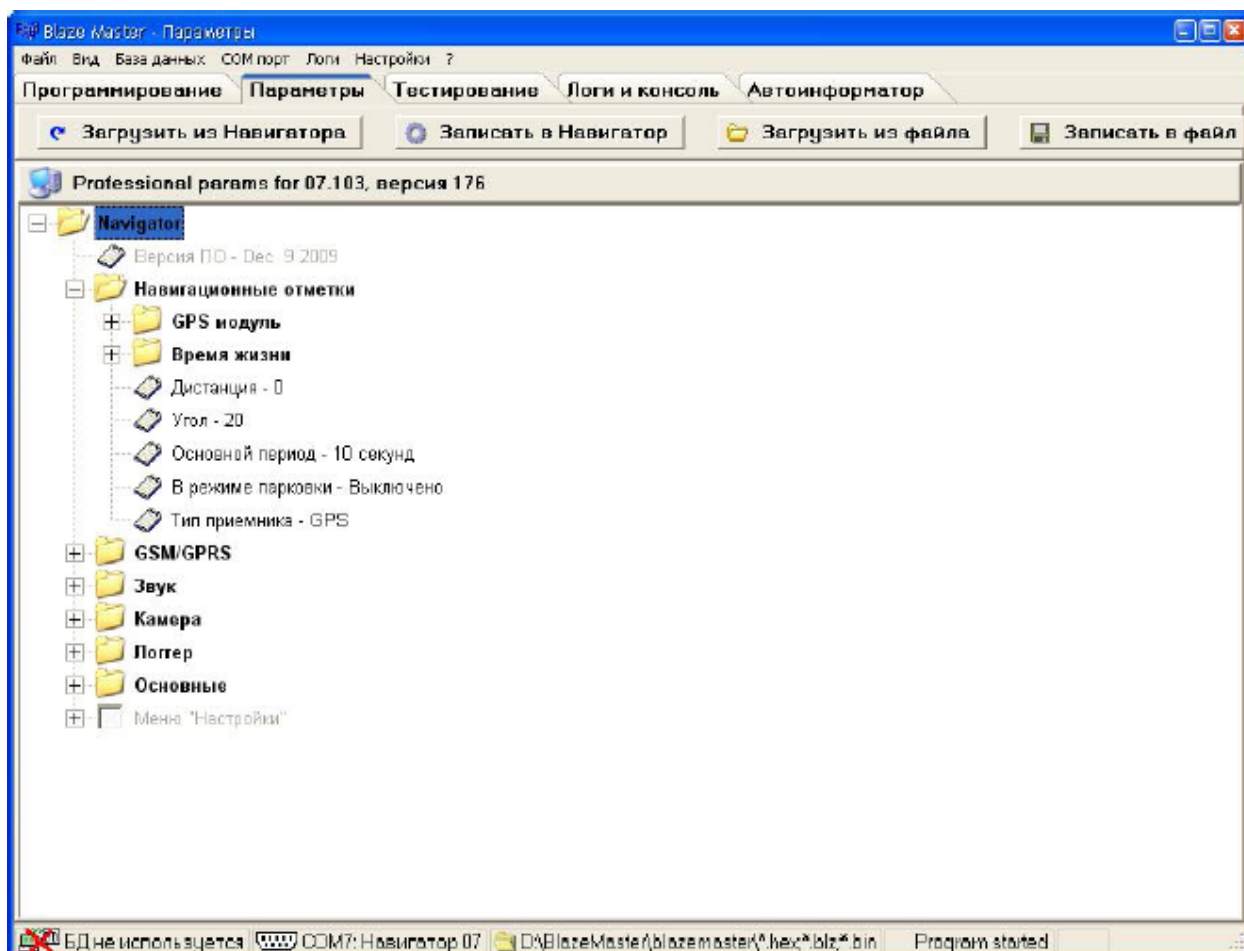 Blaze Master - Параметры
Файл Вид База данных COM порт Логи Настройки ?
Программирование Параметры Тестирование Логи и консоль Автоинформатор
Загрузить из Навигатора Записать в Навигатор Загрузить из файла Записать в файл
Professional params for 07.103, версия 176
Navigator
Версия ПО - Dec 9 2009
Навигационные отметки
GPS модуль
Время жизни
Дистанция - 0
Угол - 20
Основной период - 10 секунд
В режиме парковки - Выключено
Тип приемника - GPS
GSM/GPRS
Звук
Камера
Логгер
Основные
Меню "Настройки"
БД не используется COM7: Навигатор 07 D:\BlazeMaster\blazemaster\*.hex;*.blz;*.bin Program started